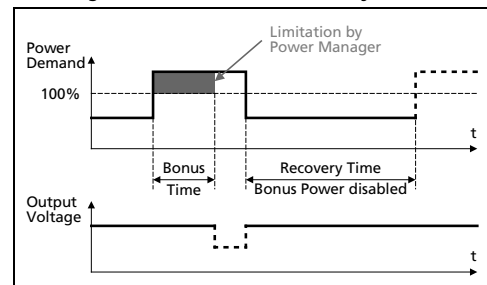 Limitation by
Power Manager
Power
Demand
100%
t
Bonus
Time
Recovery Time
Bonus Power disabled
Output
Voltage
t